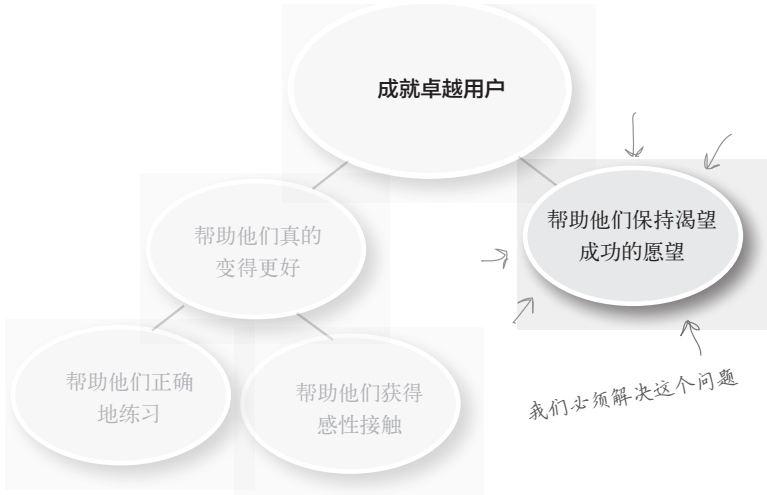 成就卓越用户
帮助他们保持渴望
成功的愿望
帮助他们真的
变得更好
帮助他们正确
地练习
帮助他们获得
感性接触
我们必须解决这个问题